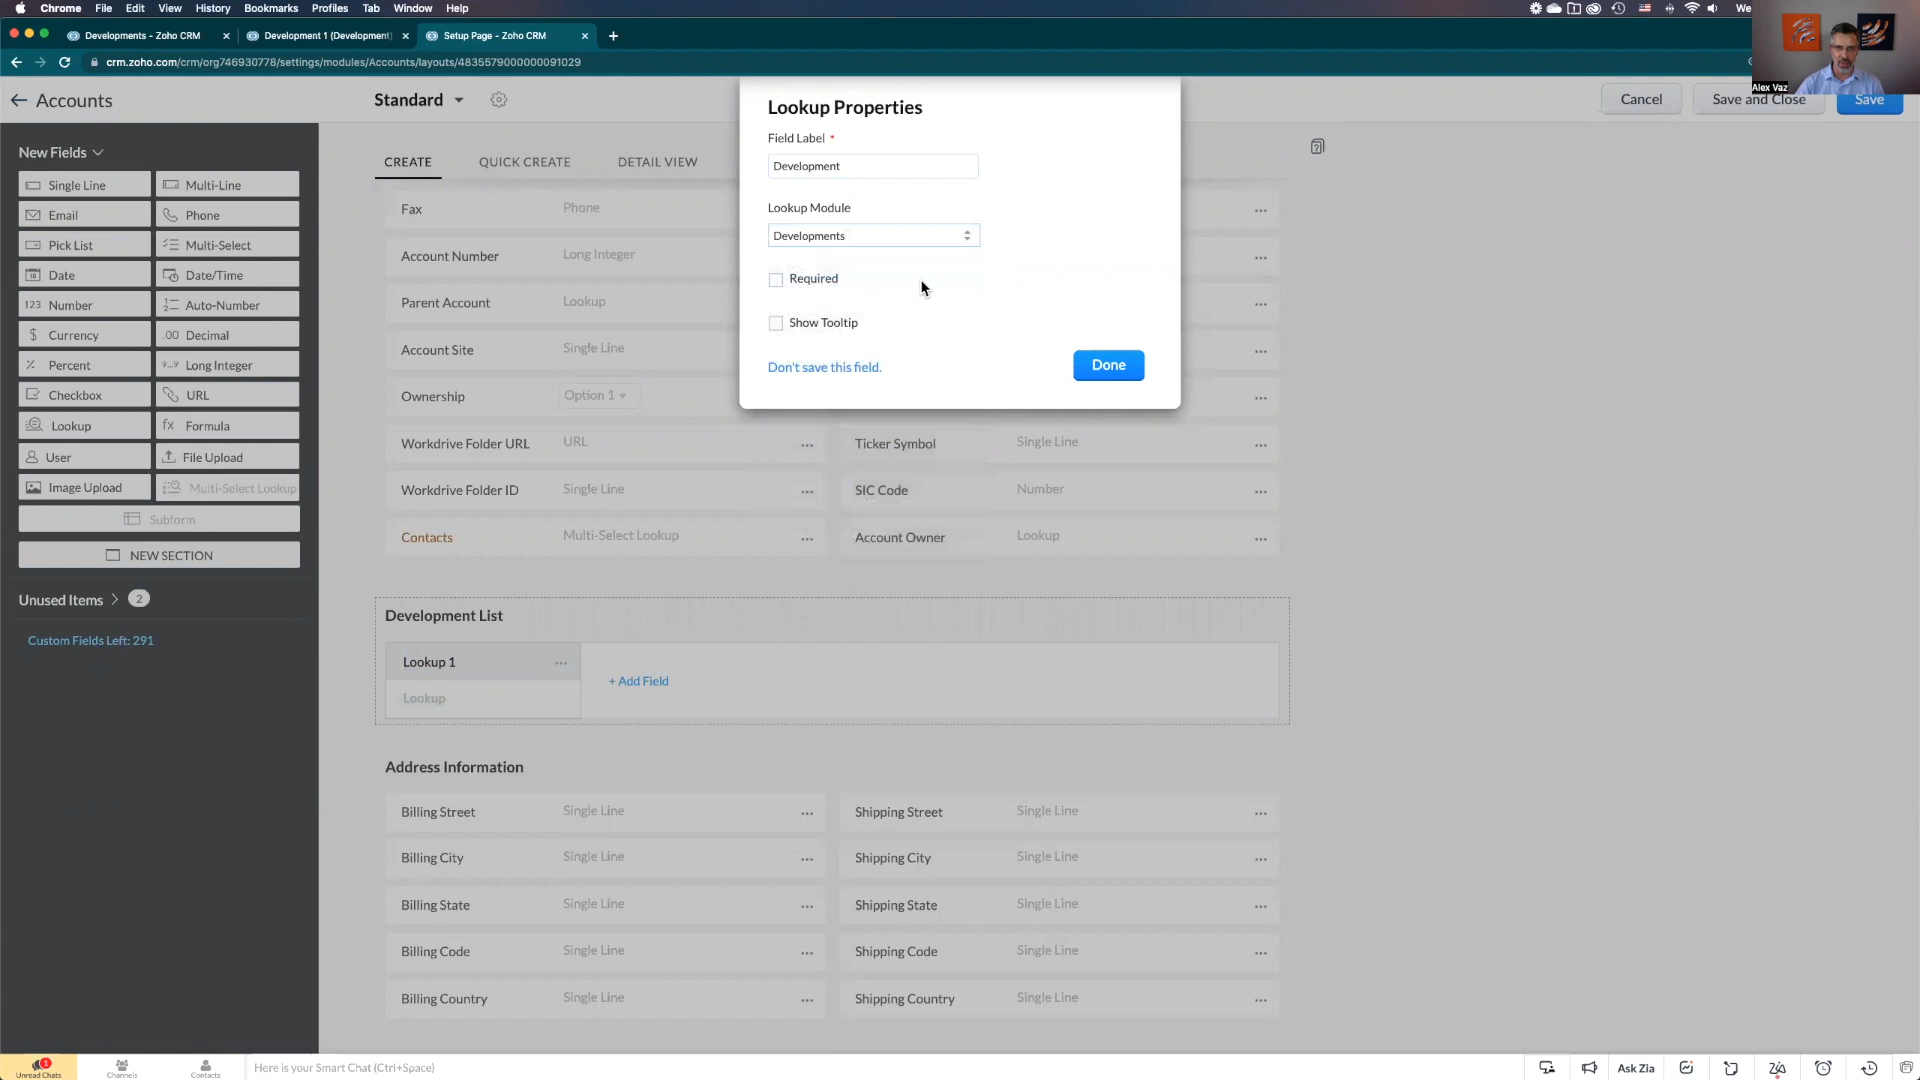 Chrome File Edit View History Bookmarks Profiles Tab Window Help We
Developments - Zoho CRM Development 1 (Development) Setup Page - Zoho CRM
crm.zoho.com/crm/org746930778/settings/modules/Accounts/layouts/4835579000000091029
Alex Vaz
Accounts Standard Cancel Save and Close Save
Lookup Properties
Field Label *
Development
Lookup Module
Developments
Required
Show Tooltip
Don't save this field. Done
New Fields
Single Line Multi-Line
Email Phone
Pick List Multi-Select
Date Date/Time
123 Number Auto-Number
$ Currency .00 Decimal
Percent Long Integer
Checkbox URL
Lookup fx Formula
User File Upload
Image Upload Multi-Select Lookup
Subform
NEW SECTION
Unused Items 2
Custom Fields Left: 291
CREATE QUICK CREATE DETAIL VIEW
Fax Phone
Account Number Long Integer
Parent Account Lookup
Account Site Single Line
Ownership Option 1
Workdrive Folder URL URL Ticker Symbol Single Line
Workdrive Folder ID Single Line SIC Code Number
Contacts Multi-Select Lookup Account Owner Lookup
Development List
Lookup 1
Lookup
+ Add Field
Address Information
Billing Street Single Line Shipping Street Single Line
Billing City Single Line Shipping City Single Line
Billing State Single Line Shipping State Single Line
Billing Code Single Line Shipping Code Single Line
Billing Country Single Line Shipping Country Single Line
1
Unread Chats Channels Contacts Here is your Smart Chat (Ctrl+Space) Ask Zia